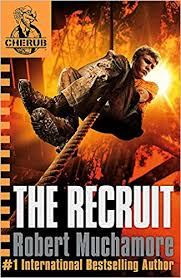 CHERUB
THE RECRUIT
Robert Muchamore
#1 International Bestselling Author